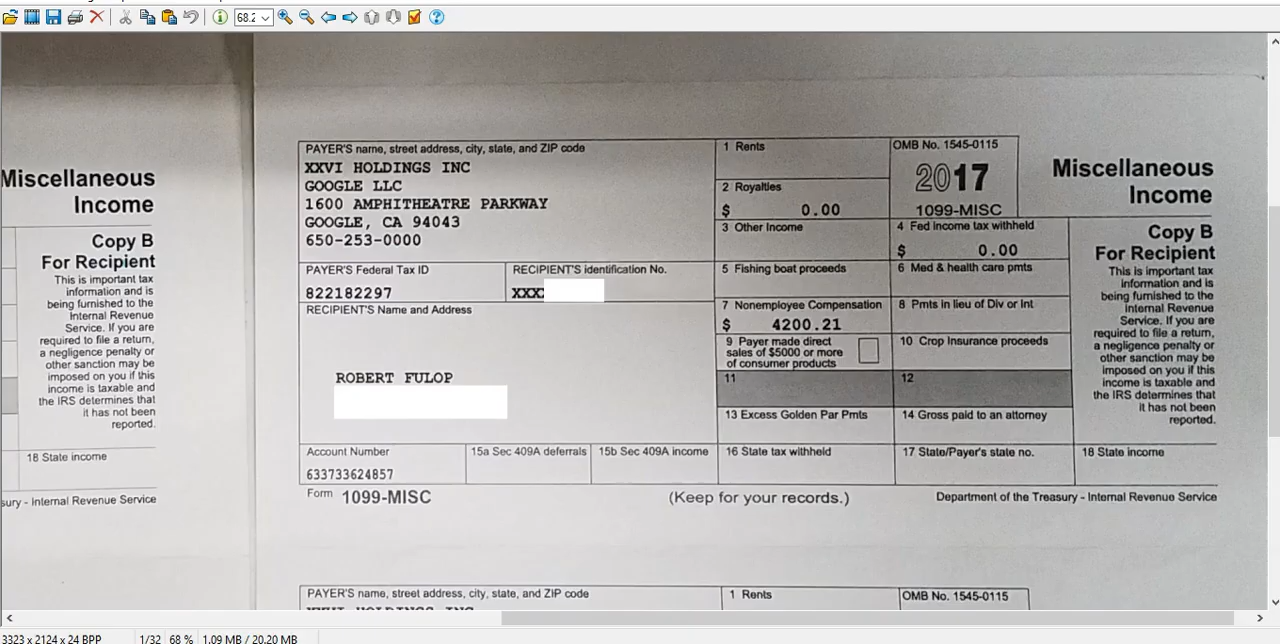 68.2
Miscellaneous
Income
Copy B
For Recipient
This is important tax
information and is
being furnished to the
Internal Revenue
Service. If you are
required to file a return,
a negligence penalty or
other sanction may be
imposed on you if this
income is taxable and
the IRS determines that
it has not been
reported.
18 State income
sury - Internal Revenue Service
PAYER'S name, street address, city, state, and ZIP code
XXVI HOLDINGS INC
GOOGLE LLC
1600 AMPHITHEATRE PARKWAY
GOOGLE, CA 94043
650-253-0000
1 Rents
2 Royalties
$ 0.00
OMB No. 1545-0115
2017
1099-MISC
Miscellaneous
Income
3 Other Income
4 Fed income tax withheld
$ 0.00
PAYER'S Federal Tax ID
822182297
RECIPIENT'S identification No.
XXX
5 Fishing boat proceeds
6 Med & health care pmts
RECIPIENT'S Name and Address
ROBERT FULOP
7 Nonemployee Compensation
$ 4200.21
8 Pmts in lieu of Div or Int
9 Payer made direct
sales of $5000 or more
of consumer products
10 Crop Insurance proceeds
11
12
13 Excess Golden Par Pmts
14 Gross paid to an attorney
Copy B
For Recipient
This is important tax
information and is
being furnished to the
Internal Revenue
Service. If you are
required to file a return,
a negligence penalty or
other sanction may be
imposed on you if this
income is taxable and
the IRS determines that
it has not been
reported.
Account Number
633733624857
15a Sec 409A deferrals
15b Sec 409A income
16 State tax withheld
17 State/Payer's state no.
18 State income
Form 1099-MISC
(Keep for your records.)
Department of the Treasury - Internal Revenue Service
PAYER'S name, street address, city, state, and ZIP code
1 Rents
OMB No. 1545-0115
3323 x 2124 x 24 BPP
1/32
68 %
1.09 MB / 20.20 MB